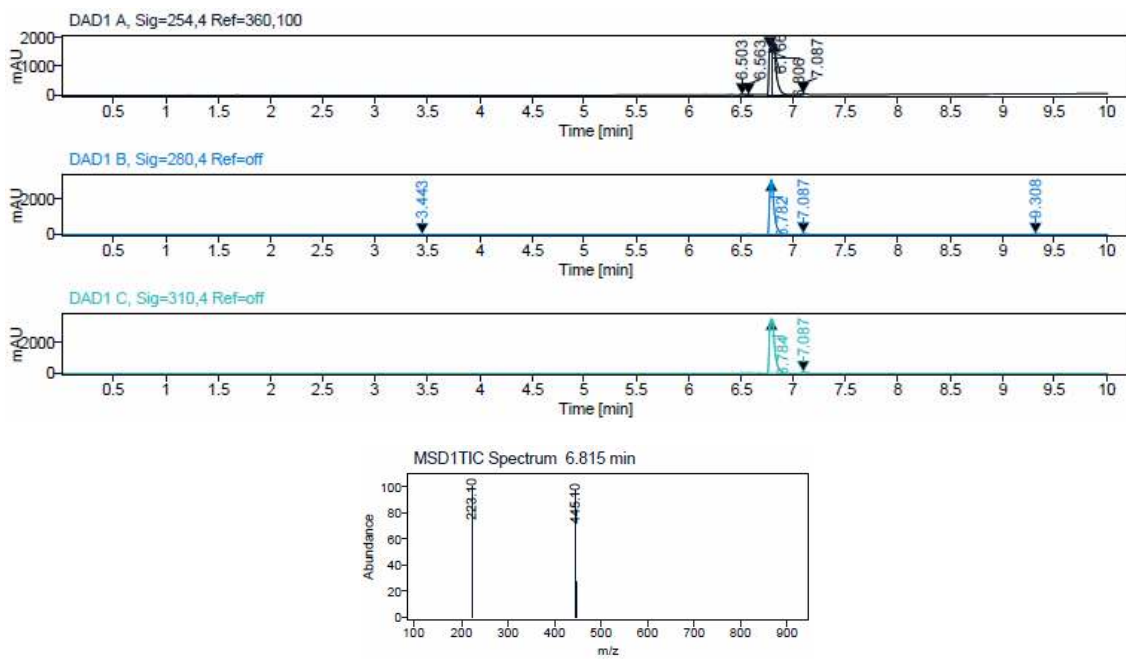 DAD1 A, Sig=254,4 Ref=360,100
mAU
2000
1000
0
6.503
6.563
6.766
6.806
7.087
0.5 1 1.5 2 2.5 3 3.5 4 4.5 5 5.5 6 6.5 7 7.5 8 8.5 9 9.5 10
Time [min]
DAD1 B, Sig=280,4 Ref=off
mAU
2000
0
3.443
6.782
7.087
9.308
0.5 1 1.5 2 2.5 3 3.5 4 4.5 5 5.5 6 6.5 7 7.5 8 8.5 9 9.5 10
Time [min]
DAD1 C, Sig=310,4 Ref=off
mAU
2000
0
6.784
7.087
0.5 1 1.5 2 2.5 3 3.5 4 4.5 5 5.5 6 6.5 7 7.5 8 8.5 9 9.5 10
Time [min]
MSD1TIC Spectrum 6.815 min
Abundance
100
80
60
40
20
0
223.10
445.10
100 200 300 400 500 600 700 800 900
m/z